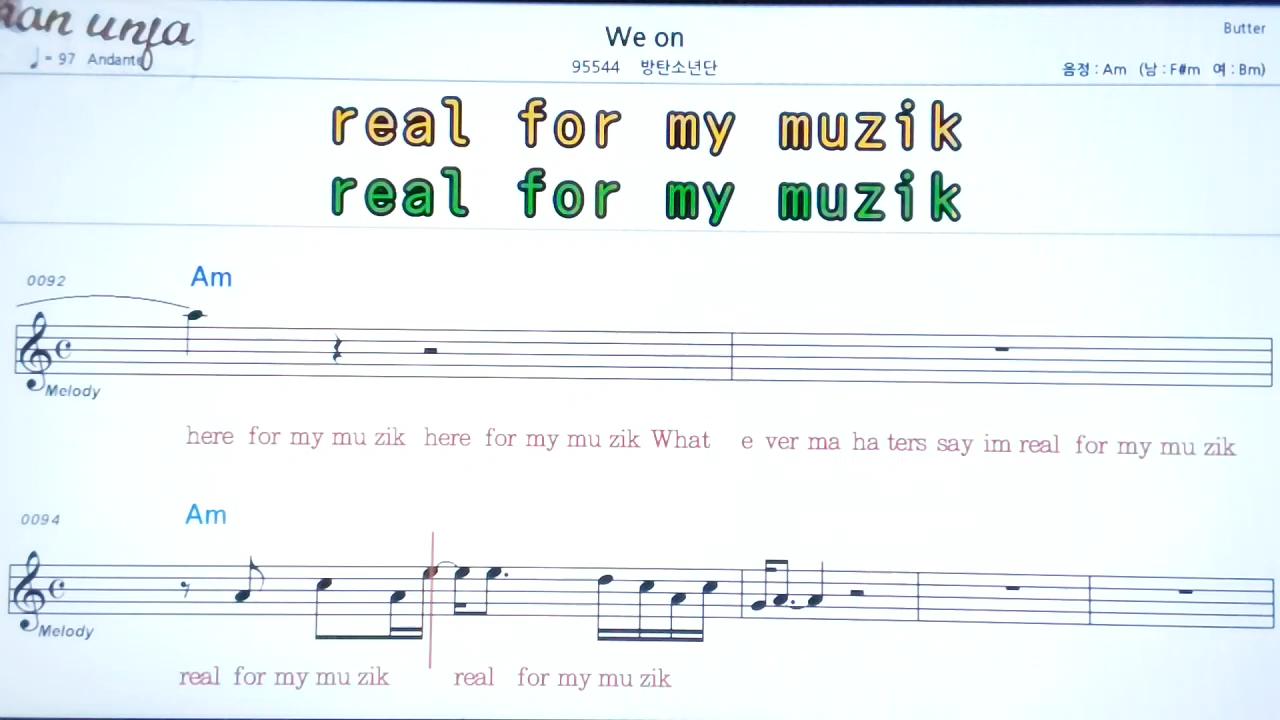 unja
♩= 97 Andante
We on
95544 방탄소년단
Butter
음정 : Am (남 : F#m 여 : Bm)
real for my muzik
real for my muzik
0092
Am
Melody
here for my mu zik here for my mu zik What e ver ma ha ters say im real for my mu zik
0094
Am
Melody
real for my mu zik real for my mu zik